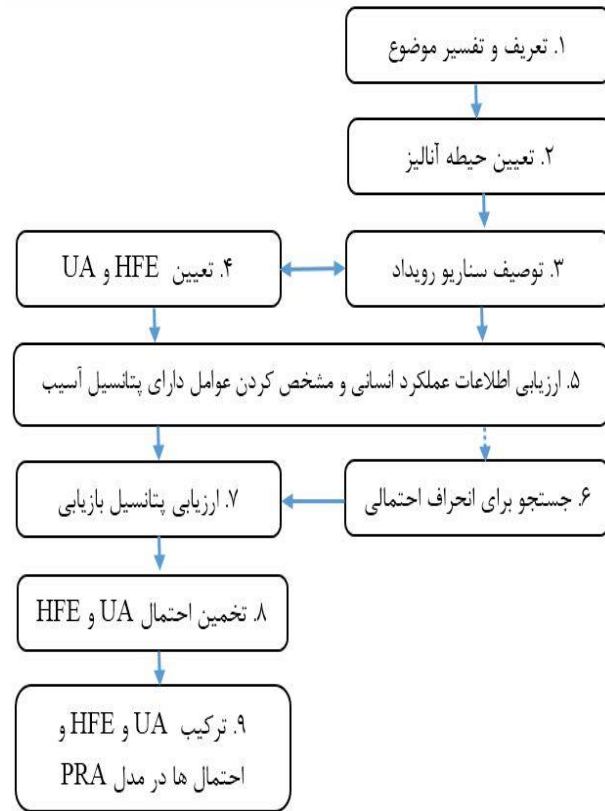 ۱. تعریف و تفسیر موضوع
۲. تعیین حیطه آنالیز
۳. توصیف سناریو رویداد
۴. تعیین HFE و UA
۵. ارزیابی اطلاعات عملکرد انسانی و مشخص کردن عوامل دارای پتانسیل آسیب
۶. جستجو برای انحراف احتمالی
۷. ارزیابی پتانسیل بازیابی
۸. تخمین احتمال UA و HFE
۹. ترکیب UA و HFE و
احتمال ها در مدل PRA